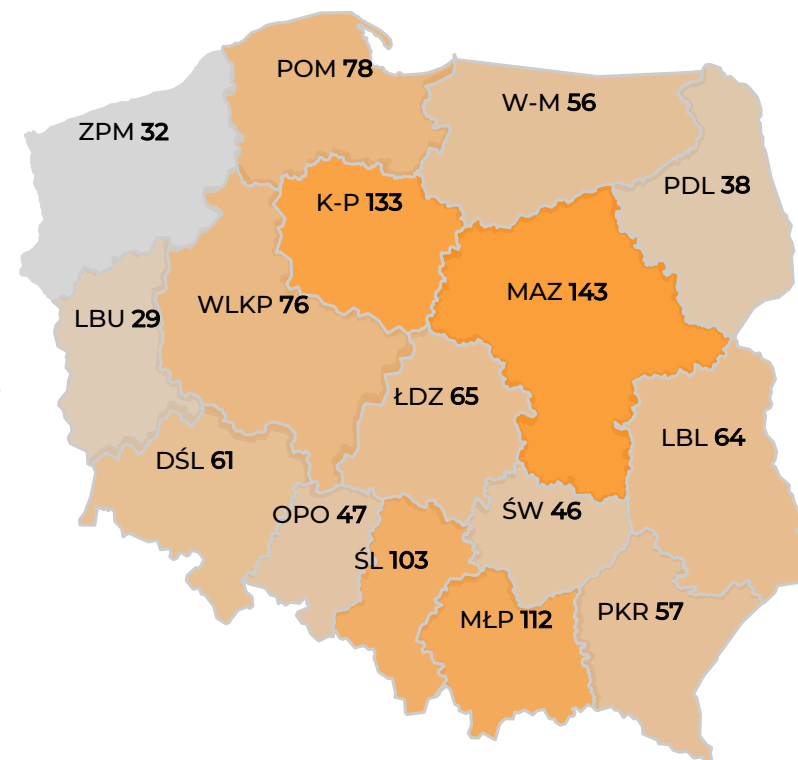 POM 78
W-M 56
ZPM 32
PDL 38
K-P 133
MAZ 143
WLKP 76
LBU 29
ŁDZ 65
LBL 64
DŚL 61
OPO 47
ŚW 46
ŚL 103
PKR 57
MŁP 112